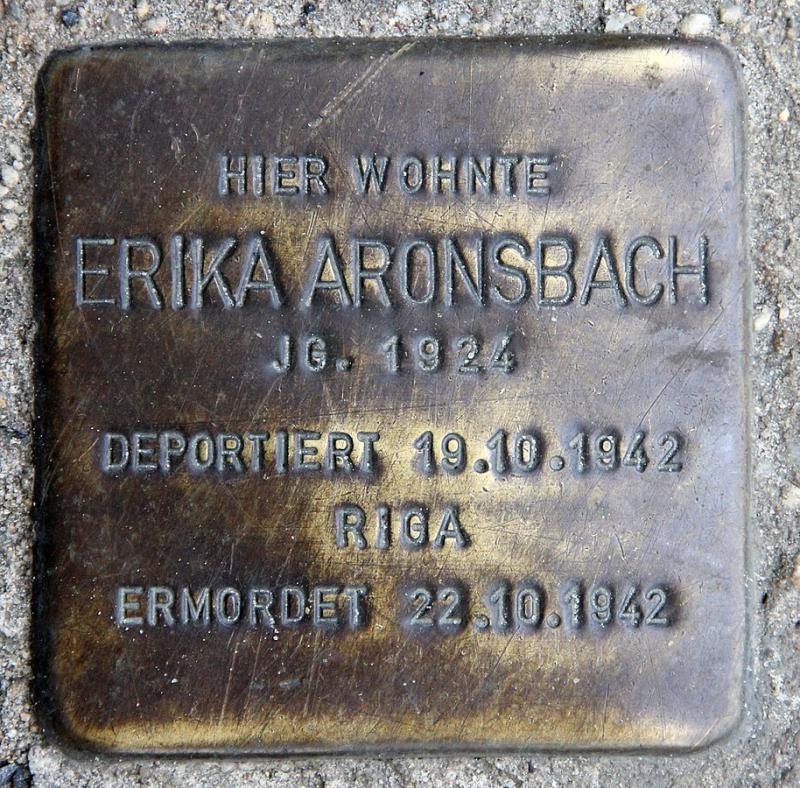 HIER WOHNTE
ERIKA ARONSBACH
JG. 1924
DEPORTIERT 19.10.1942
RIGA
ERMORDET 22.10.1942